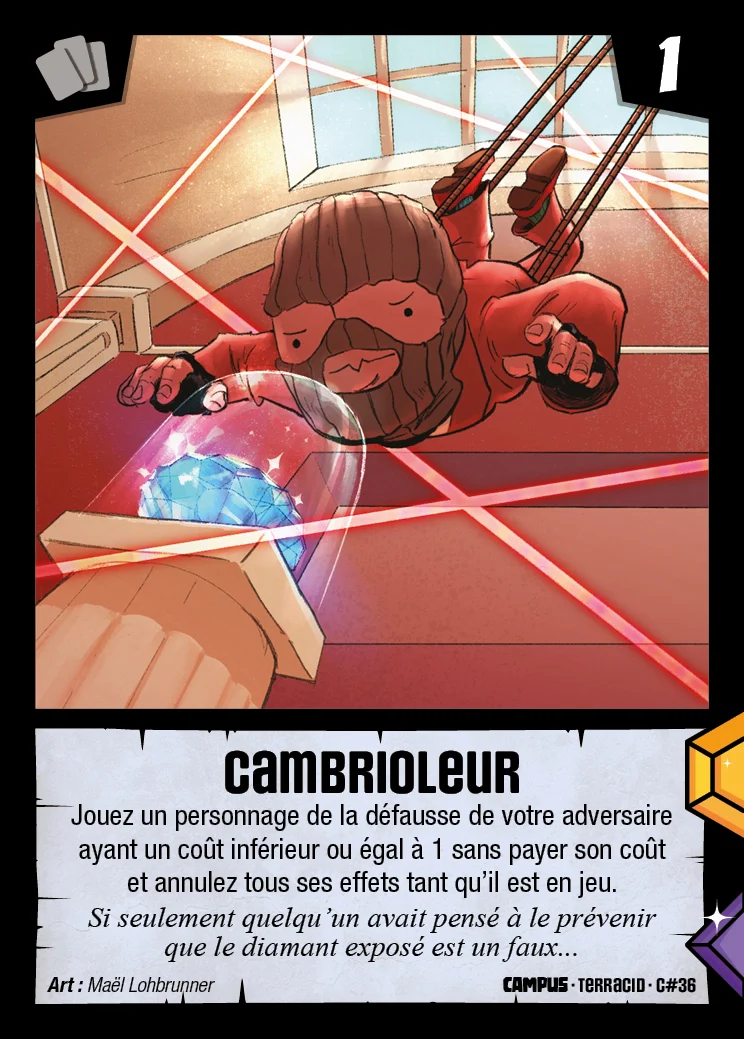 1
CAMBRIOLEUR
Jouez un personnage de la défausse de votre adversaire
ayant un coût inférieur ou égal à 1 sans payer son coût
et annulez tous ses effets tant qu'il est en jeu.
Si seulement quelqu'un avait pensé à le prévenir
que le diamant exposé est un faux...
Art : Maël Lohbrunner
CAMPUS · TERRACID · C#36